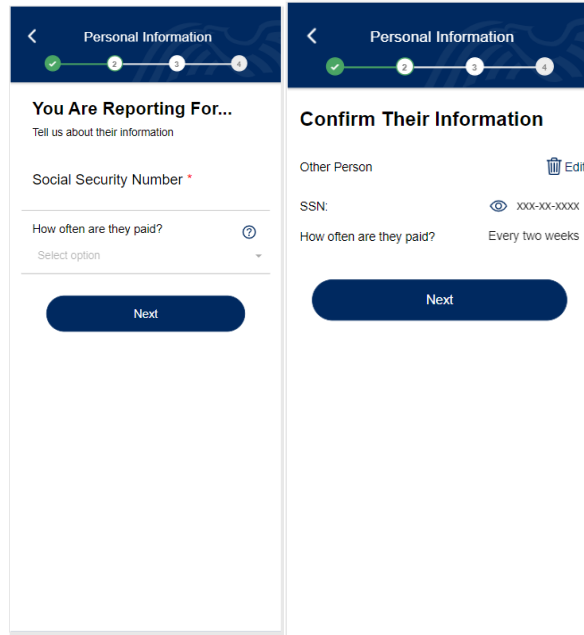 Personal Information
2
3
4
You Are Reporting For...
Tell us about their information
Social Security Number *
How often are they paid?
?
Select option
Next
Personal Information
2
3
4
Confirm Their Information
Other Person Edit
SSN: xxx-xx-xxxx
How often are they paid? Every two weeks
Next